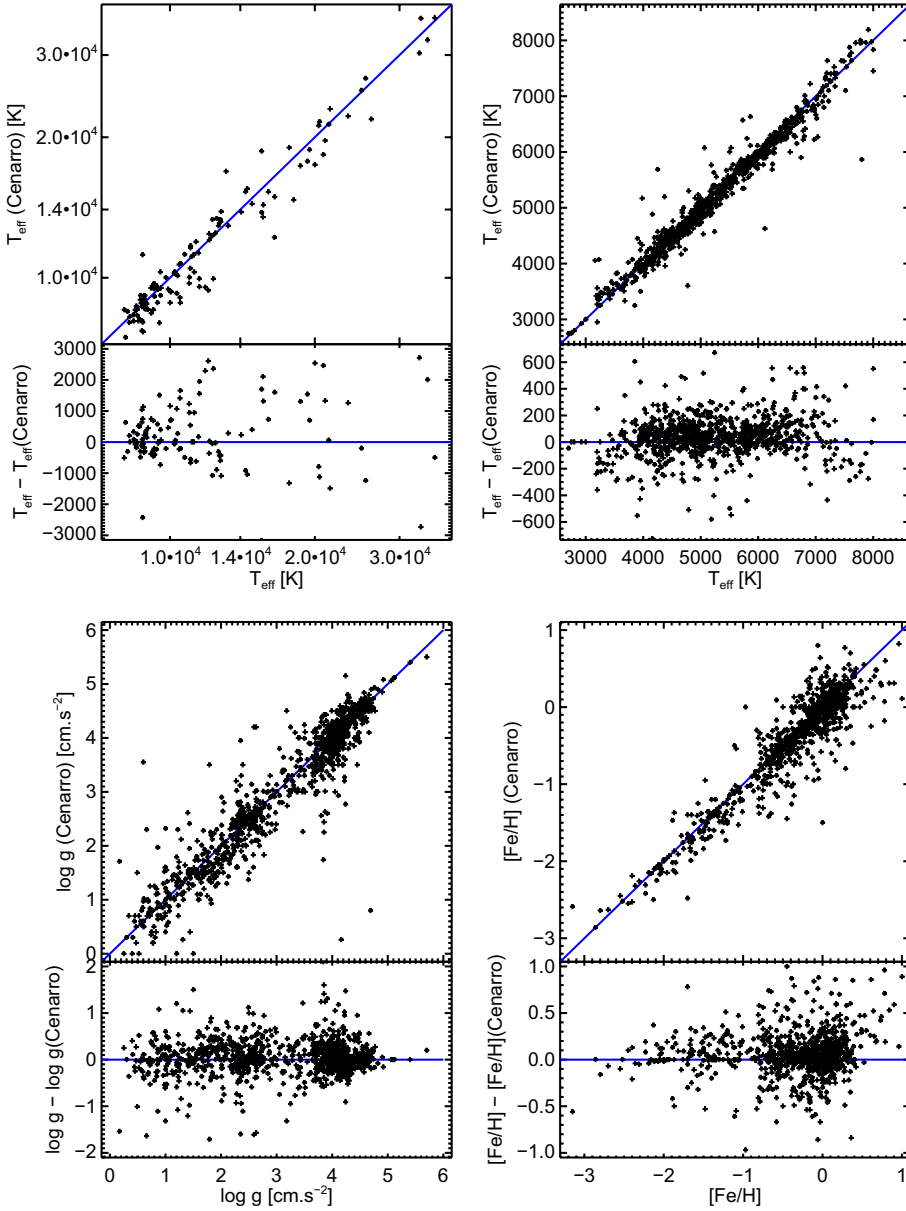 3.0•10⁴
2.0•10⁴
1.4•10⁴
1.0•10⁴
T_eff (Cenarro) [K]
3000
2000
1000
0
−1000
−2000
−3000
T_eff − T_eff(Cenarro)
1.0•10⁴ 1.4•10⁴ 2.0•10⁴ 3.0•10⁴
T_eff [K]
8000
7000
6000
5000
4000
3000
T_eff (Cenarro) [K]
600
400
200
0
−200
−400
−600
T_eff − T_eff(Cenarro)
3000 4000 5000 6000 7000 8000
T_eff [K]
6
5
4
3
2
1
0
log g (Cenarro) [cm.s⁻²]
2
1
0
−1
−2
log g − log g(Cenarro)
0 1 2 3 4 5 6
log g [cm.s⁻²]
1
0
−1
−2
−3
[Fe/H] (Cenarro)
1.0
0.5
0.0
−0.5
−1.0
[Fe/H] − [Fe/H](Cenarro)
−3 −2 −1 0 1
[Fe/H]